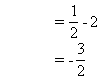 = 1/2 - 2
= -3/2